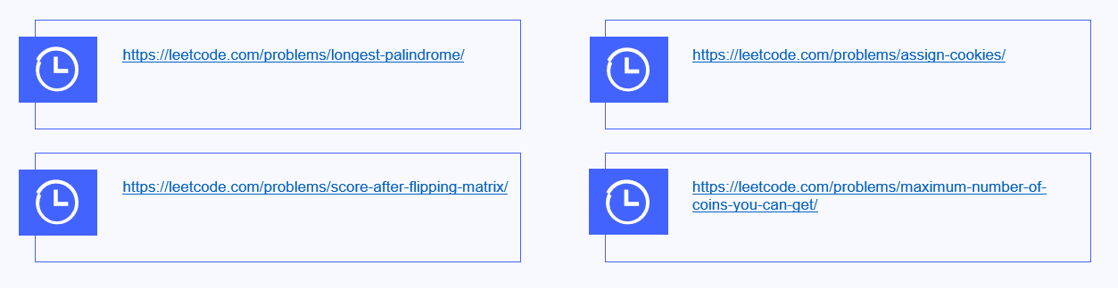 https://leetcode.com/problems/longest-palindrome/
https://leetcode.com/problems/assign-cookies/
https://leetcode.com/problems/score-after-flipping-matrix/
https://leetcode.com/problems/maximum-number-of-
coins-you-can-get/